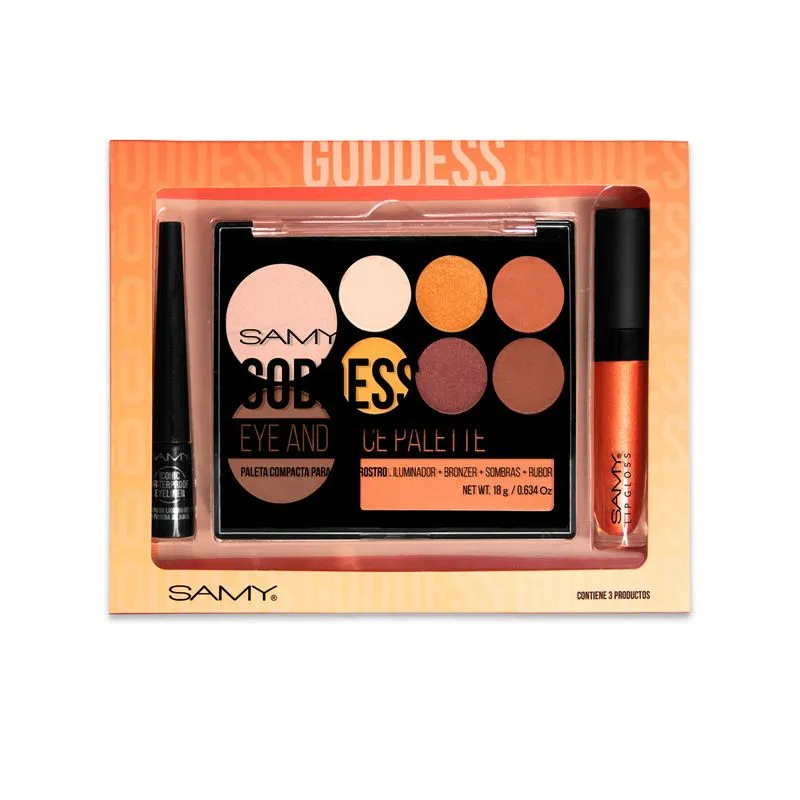 GODDESS GODDESS GODDESS
SAMY
GODDESS
EYE AND CE PALETTE
PALETA COMPACTA PARA ROSTRO. ILUMINADOR + BRONZER + SOMBRAS + RUBOR
NET WT. 18 g / 0.634 Oz
SAMY
ICONIC
WATERPROOF
EYELINER
SAMY®
LIP GLOSS
SAMY®
CONTIENE 3 PRODUCTOS